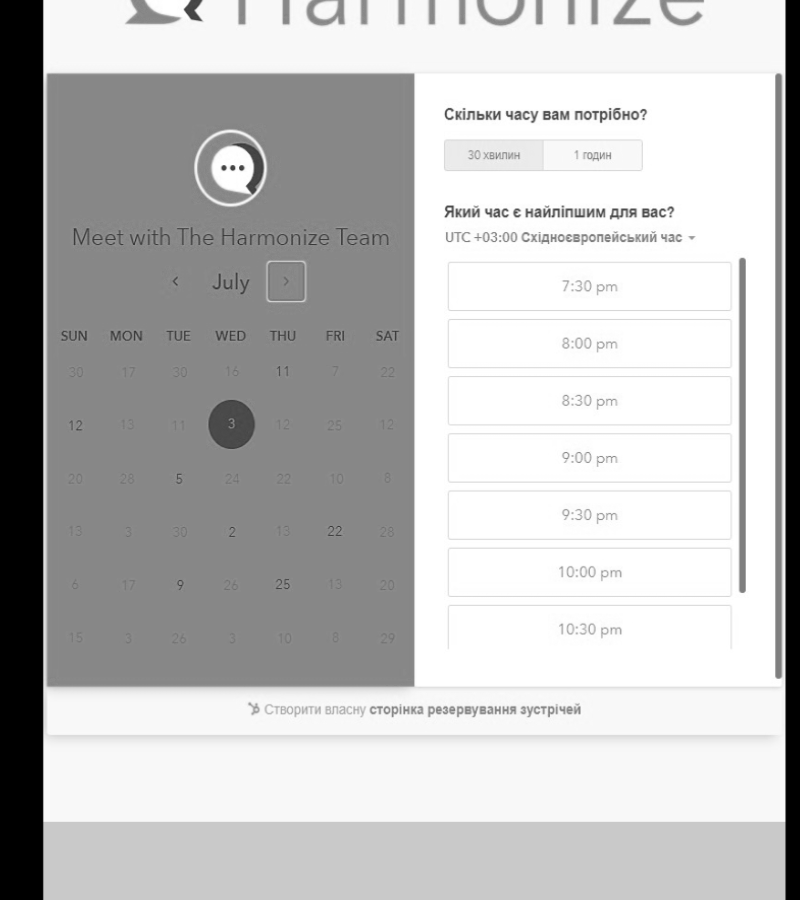 Harmonize
Meet with The Harmonize Team
July
SUN MON TUE WED THU FRI SAT
30 17 30 16 11 7 22
12 13 11 3 12 25 12
20 28 5 24 22 10 8
13 3 30 2 13 22 28
6 17 9 26 25 13 20
15 3 26 3 10 8 29
Скільки часу вам потрібно?
30 хвилин 1 годин
Який час є найліпшим для вас?
UTC +03:00 Східноєвропейський час
7:30 pm
8:00 pm
8:30 pm
9:00 pm
9:30 pm
10:00 pm
10:30 pm
Створити власну сторінка резервування зустрічей